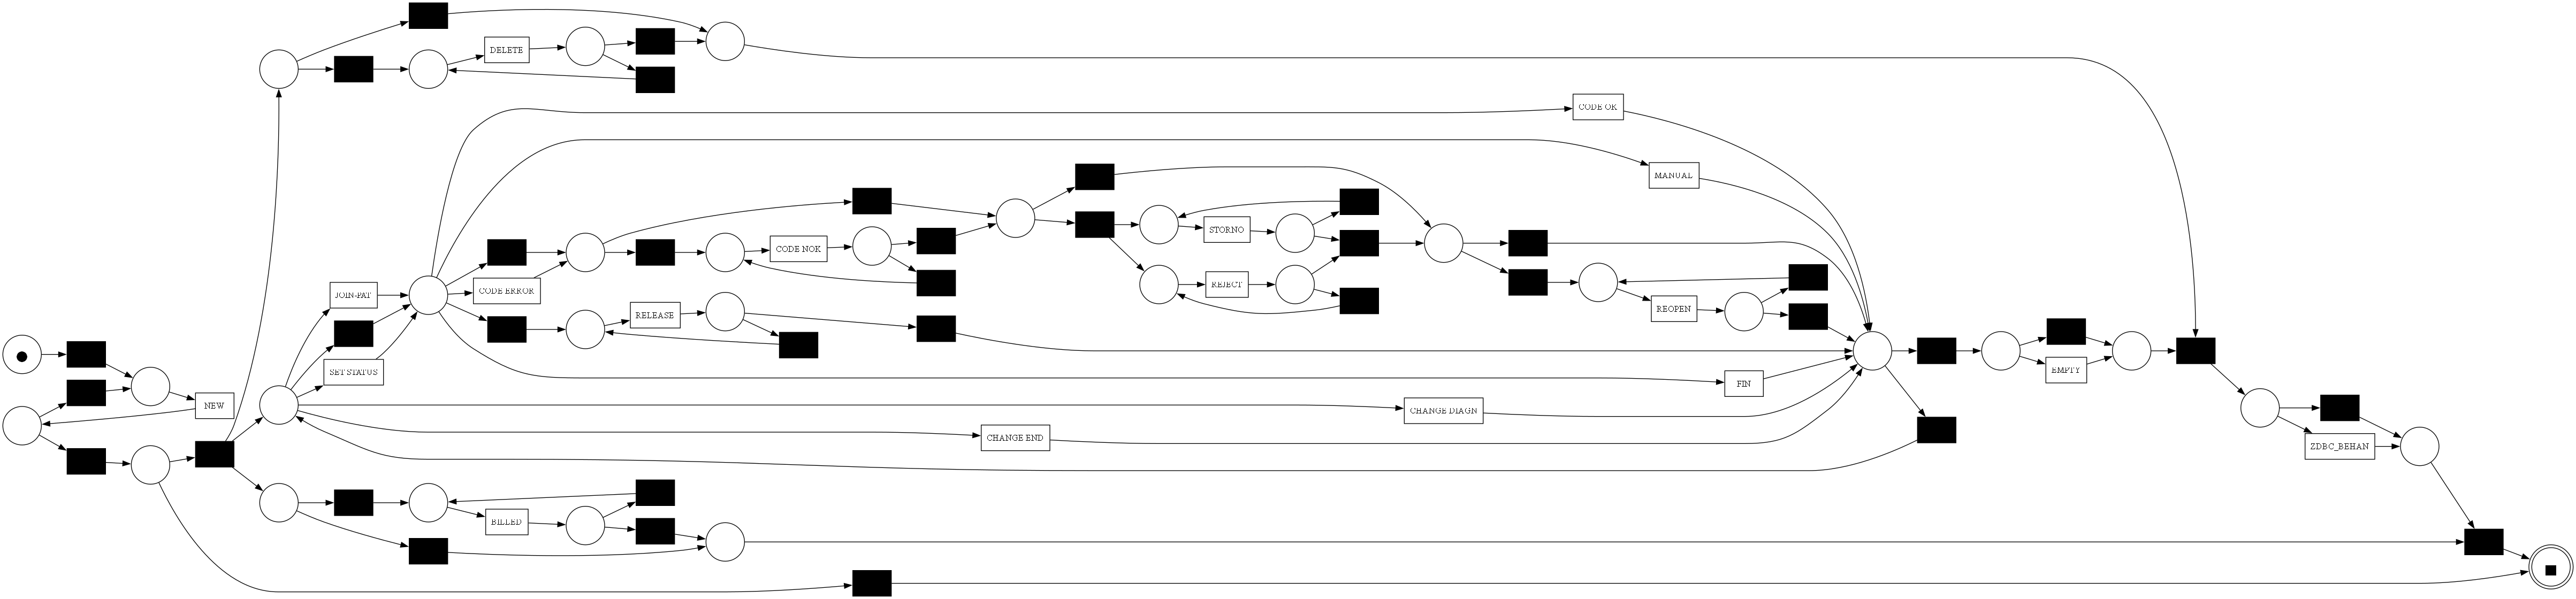 DELETE
CODE OK
MANUAL
STORNO
CODE NOK
REJECT
CODE ERROR
JOIN-PAT
REOPEN
RELEASE
SET STATUS
EMPTY
FIN
NEW
CHANGE DIAGN
CHANGE END
ZDBC_BEHAN
BILLED